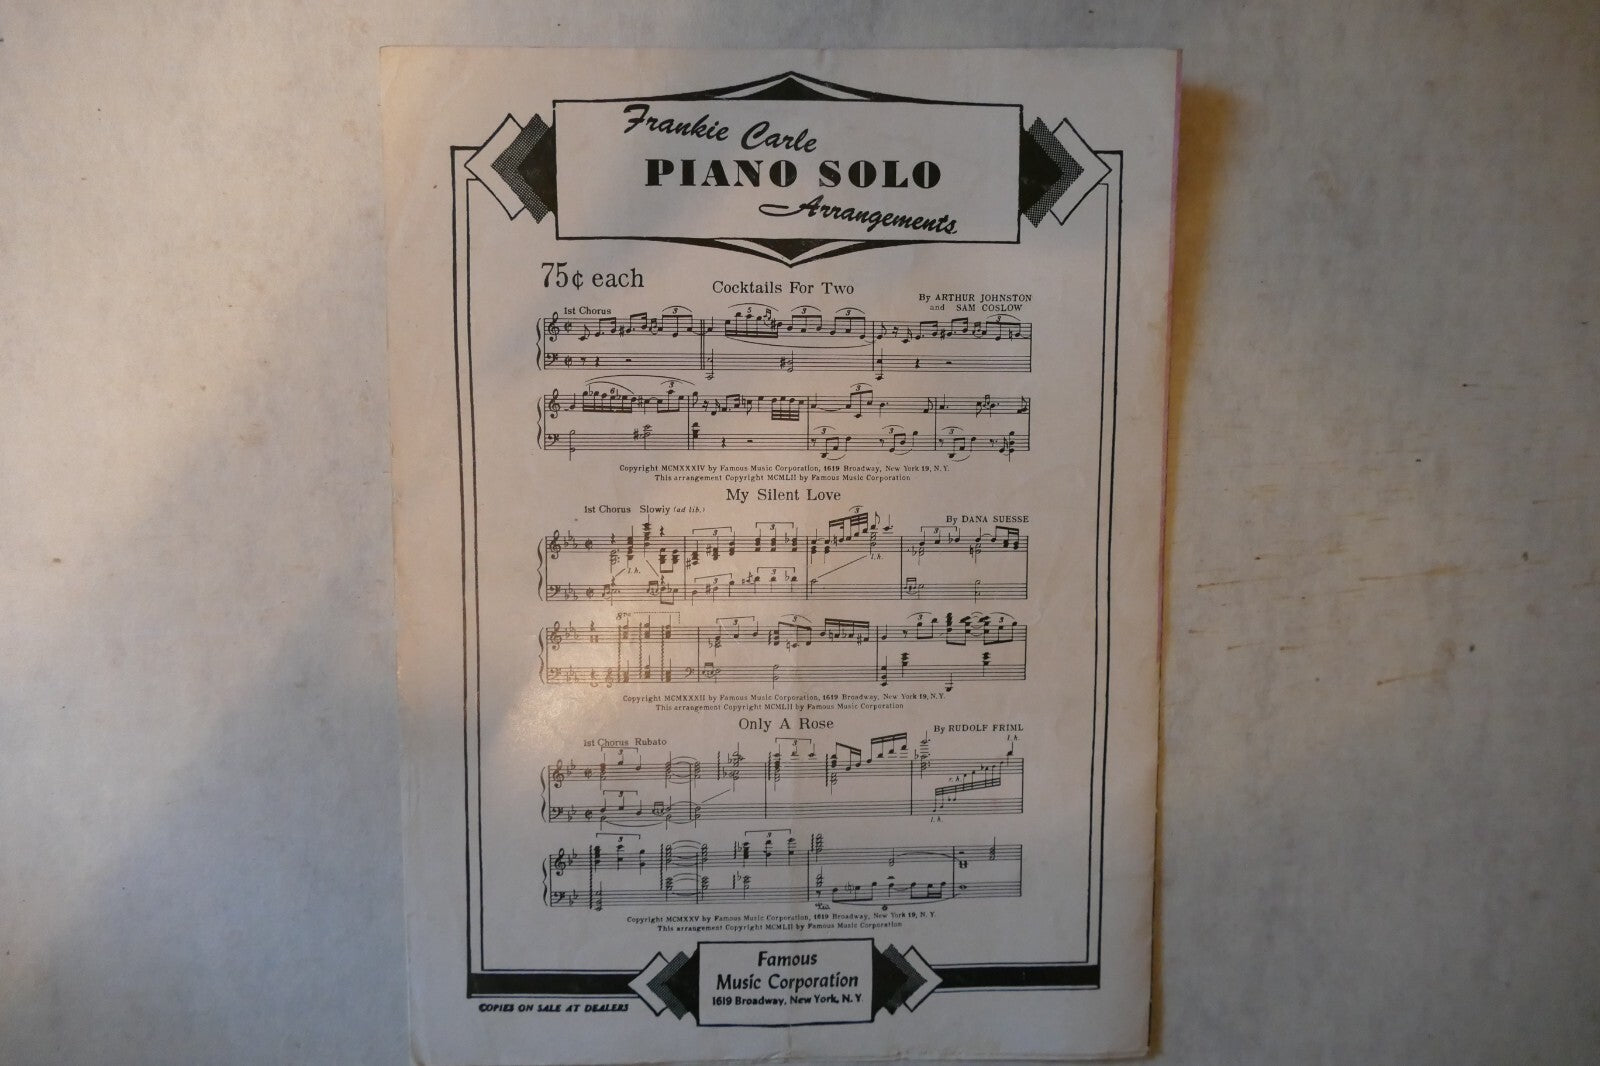 Frankie Carle
PIANO SOLO
Arrangements
75¢ each
Cocktails For Two
By ARTHUR JOHNSTON
and SAM COSLOW
1st Chorus
Copyright MCMXXXIV by Famous Music Corporation, 1619 Broadway, New York 19, N.Y.
This arrangement Copyright MCMLII by Famous Music Corporation
My Silent Love
1st Chorus Slowly (ad lib.)
By DANA SUESSE
l.h.
l.h.
8va
Copyright MCMXXXII by Famous Music Corporation, 1619 Broadway, New York 19, N.Y.
This arrangement Copyright MCMLII by Famous Music Corporation
Only A Rose
By RUDOLF FRIML
1st Chorus Rubato
l.h.
r.h.
l.h.
Copyright MCMXXV by Famous Music Corporation, 1619 Broadway, New York 19, N.Y.
This arrangement Copyright MCMLII by Famous Music Corporation
Famous
Music Corporation
1619 Broadway, New York, N.Y.
COPIES ON SALE AT DEALERS